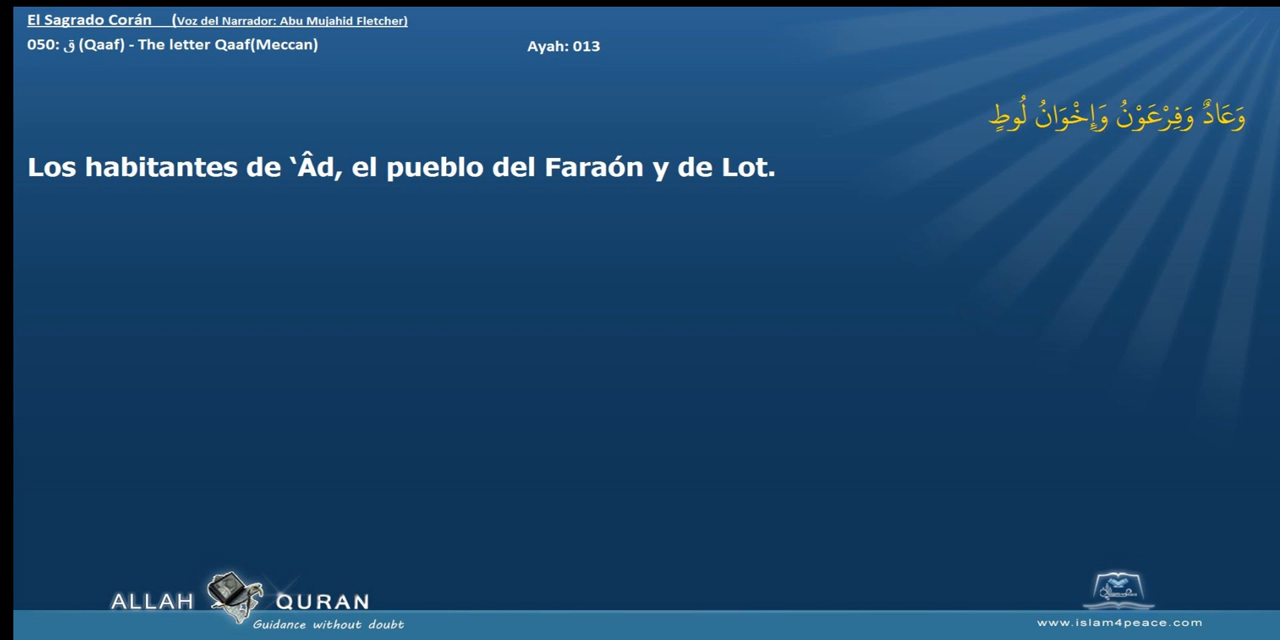 El Sagrado Corán (Voz del Narrador: Abu Mujahid Fletcher)
050: ق (Qaaf) - The letter Qaaf(Meccan)
Ayah: 013
وَعَادٌ وَفِرْعَوْنُ وَإِخْوَانُ لُوطٍ
Los habitantes de ‘Âd, el pueblo del Faraón y de Lot.
ALLAH QURAN
Guidance without doubt
www.islam4peace.com